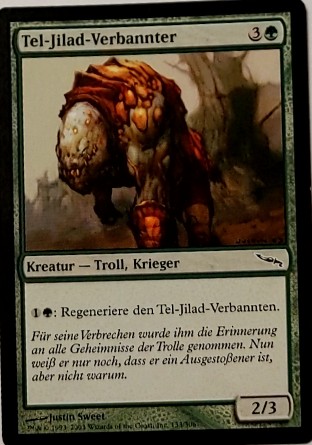 Tel-Jilad-Verbannter 3
Kreatur — Troll, Krieger
1 : Regeneriere den Tel-Jilad-Verbannten.
Für seine Verbrechen wurde ihm die Erinnerung
an alle Geheimnisse der Trolle genommen. Nun
weiß er nur noch, dass er ein Ausgestoßener ist,
aber nicht warum.
Justin Sweet
2/3